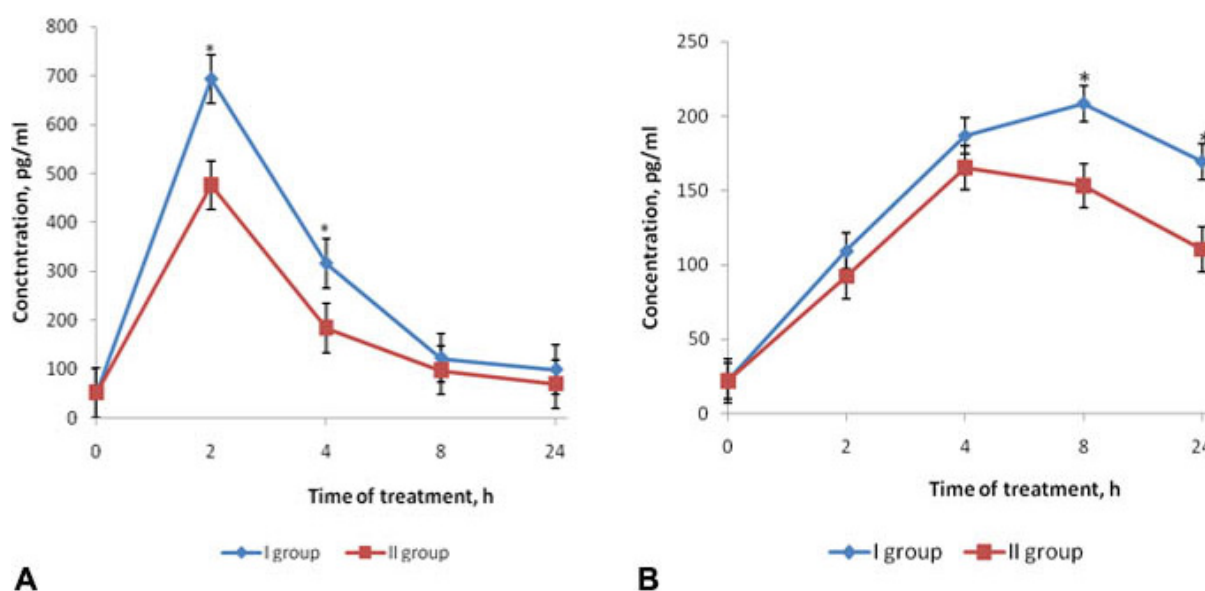 800
700
600
500
400
300
200
100
0
Conctntration, pg/ml
*
*
0 2 4 8 24
Time of treatment, h
I group II group
A
250
200
150
100
50
0
Concentration, pg/ml
*
*
0 2 4 8 24
Time of treatment, h
I group II group
B